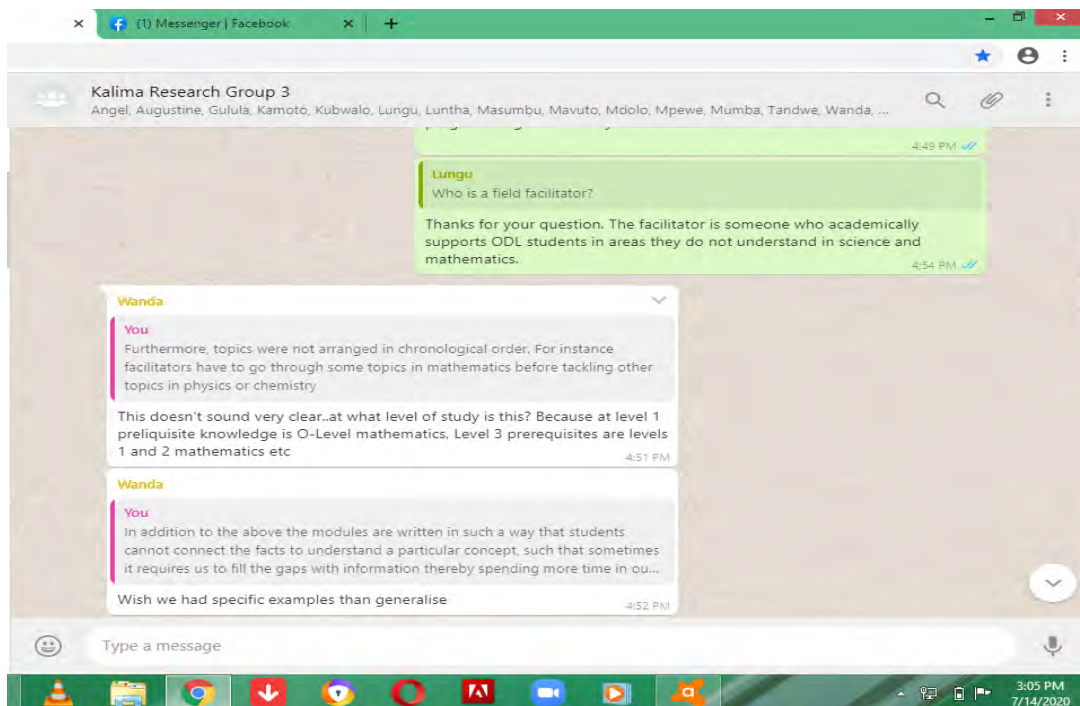 (1) Messenger | Facebook
Kalima Research Group 3
Angel, Augustine, Gulula, Kamoto, Kubwalo, Lungu, Luntha, Masumbu, Mavuto, Mdolo, Mpewe, Mumba, Tandwe, Wanda, ...
4:49 PM
Lungu
Who is a field facilitator?
Thanks for your question. The facilitator is someone who academically
supports ODL students in areas they do not understand in science and
mathematics.
4:54 PM
Wanda
You
Furthermore, topics were not arranged in chronological order. For instance
facilitators have to go through some topics in mathematics before tackling other
topics in physics or chemistry
This doesn't sound very clear..at what level of study is this? Because at level 1
preliquisite knowledge is O-Level mathematics. Level 3 prerequisites are levels
1 and 2 mathematics etc
4:51 PM
Wanda
You
In addition to the above the modules are written in such a way that students
cannot connect the facts to understand a particular concept, such that sometimes
it requires us to fill the gaps with information thereby spending more time in ou...
Wish we had specific examples than generalise
4:52 PM
Type a message
3:05 PM
7/14/2020